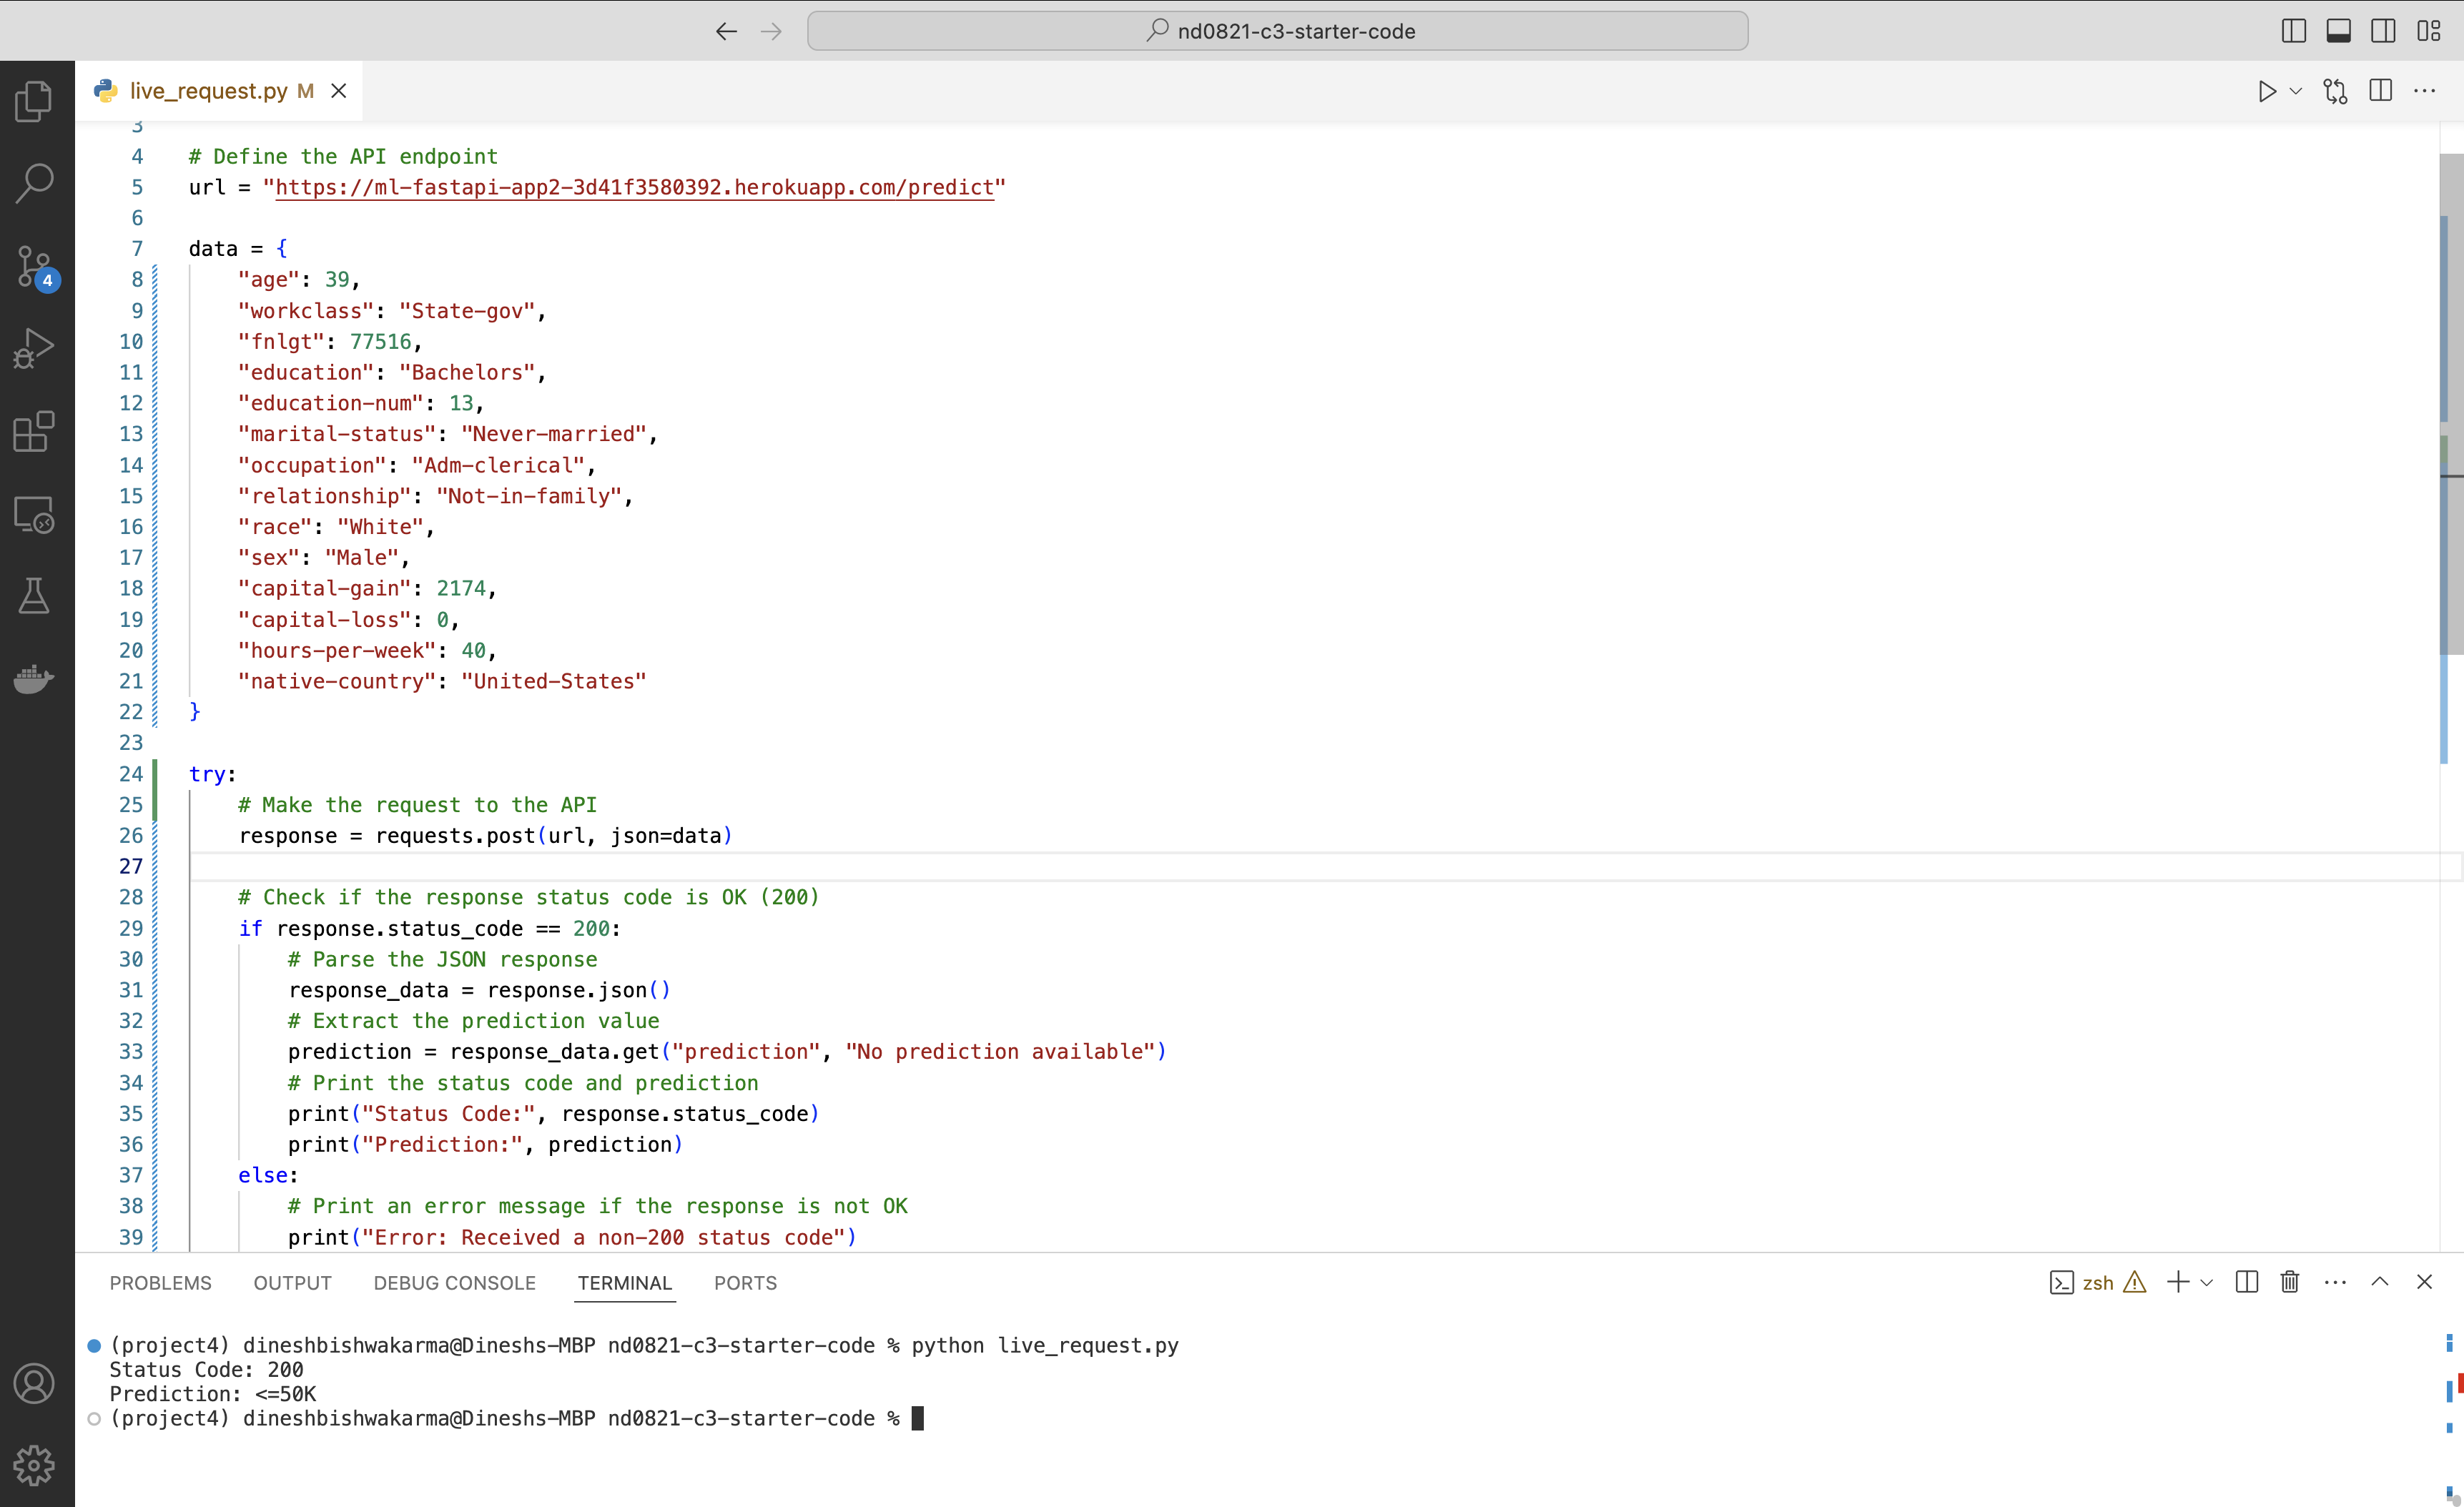 nd0821-c3-starter-code
live_request.py M
3
4 # Define the API endpoint
5 url = "https://ml-fastapi-app2-3d41f3580392.herokuapp.com/predict"
6
7 data = {
8 "age": 39,
9 "workclass": "State-gov",
10 "fnlgt": 77516,
11 "education": "Bachelors",
12 "education-num": 13,
13 "marital-status": "Never-married",
14 "occupation": "Adm-clerical",
15 "relationship": "Not-in-family",
16 "race": "White",
17 "sex": "Male",
18 "capital-gain": 2174,
19 "capital-loss": 0,
20 "hours-per-week": 40,
21 "native-country": "United-States"
22 }
23
24 try:
25 # Make the request to the API
26 response = requests.post(url, json=data)
27
28 # Check if the response status code is OK (200)
29 if response.status_code == 200:
30 # Parse the JSON response
31 response_data = response.json()
32 # Extract the prediction value
33 prediction = response_data.get("prediction", "No prediction available")
34 # Print the status code and prediction
35 print("Status Code:", response.status_code)
36 print("Prediction:", prediction)
37 else:
38 # Print an error message if the response is not OK
39 print("Error: Received a non-200 status code")
4
PROBLEMS OUTPUT DEBUG CONSOLE TERMINAL PORTS zsh
(project4) dineshbishwakarma@Dineshs-MBP nd0821-c3-starter-code % python live_request.py
Status Code: 200
Prediction: <=50K
(project4) dineshbishwakarma@Dineshs-MBP nd0821-c3-starter-code %